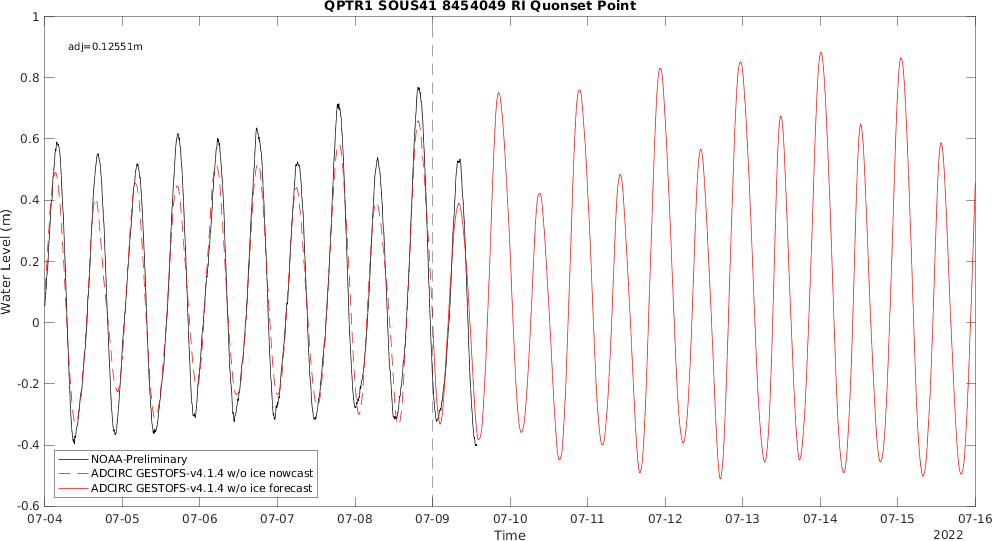 QPTR1 SOUS41 8454049 RI Quonset Point
adj=0.12551m
1
0.8
0.6
0.4
0.2
0
-0.2
-0.4
-0.6
Water Level (m)
NOAA-Preliminary
ADCIRC GESTOFS-v4.1.4 w/o ice nowcast
ADCIRC GESTOFS-v4.1.4 w/o ice forecast
07-04 07-05 07-06 07-07 07-08 07-09 07-10 07-11 07-12 07-13 07-14 07-15 07-16
Time
2022